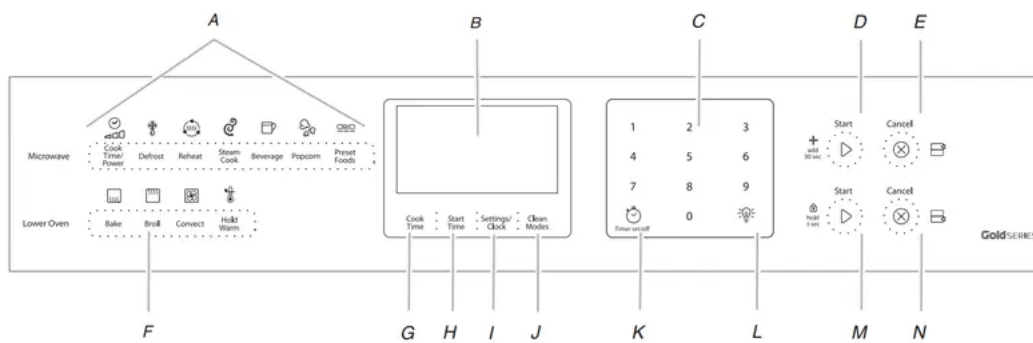 A B C D E
Microwave
Cook Time/ Power
Defrost
Reheat
Steam Cook
Beverage
Popcorn
Preset Foods
Lower Oven
Bake
Broil
Convect
Hold Warm
Cook Time
Start Time
Settings/ Clock
Clean Modes
1 2 3
4 5 6
7 8 9
Timer set/off
0
+
add
30 sec
Start
Cancel
hold
3 sec
Start
Cancel
Gold SERIES
F G H I J K L M N